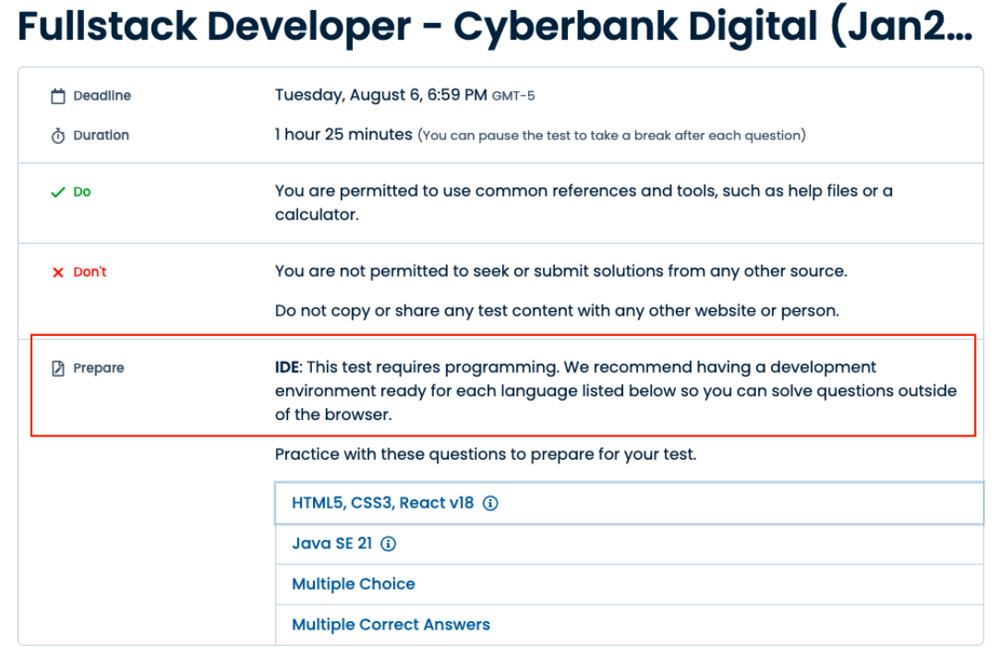 Fullstack Developer - Cyberbank Digital (Jan2...
Deadline
Tuesday, August 6, 6:59 PM GMT-5
Duration
1 hour 25 minutes (You can pause the test to take a break after each question)
Do
You are permitted to use common references and tools, such as help files or a
calculator.
Don't
You are not permitted to seek or submit solutions from any other source.
Do not copy or share any test content with any other website or person.
Prepare
IDE: This test requires programming. We recommend having a development
environment ready for each language listed below so you can solve questions outside
of the browser.
Practice with these questions to prepare for your test.
HTML5, CSS3, React v18
Java SE 21
Multiple Choice
Multiple Correct Answers